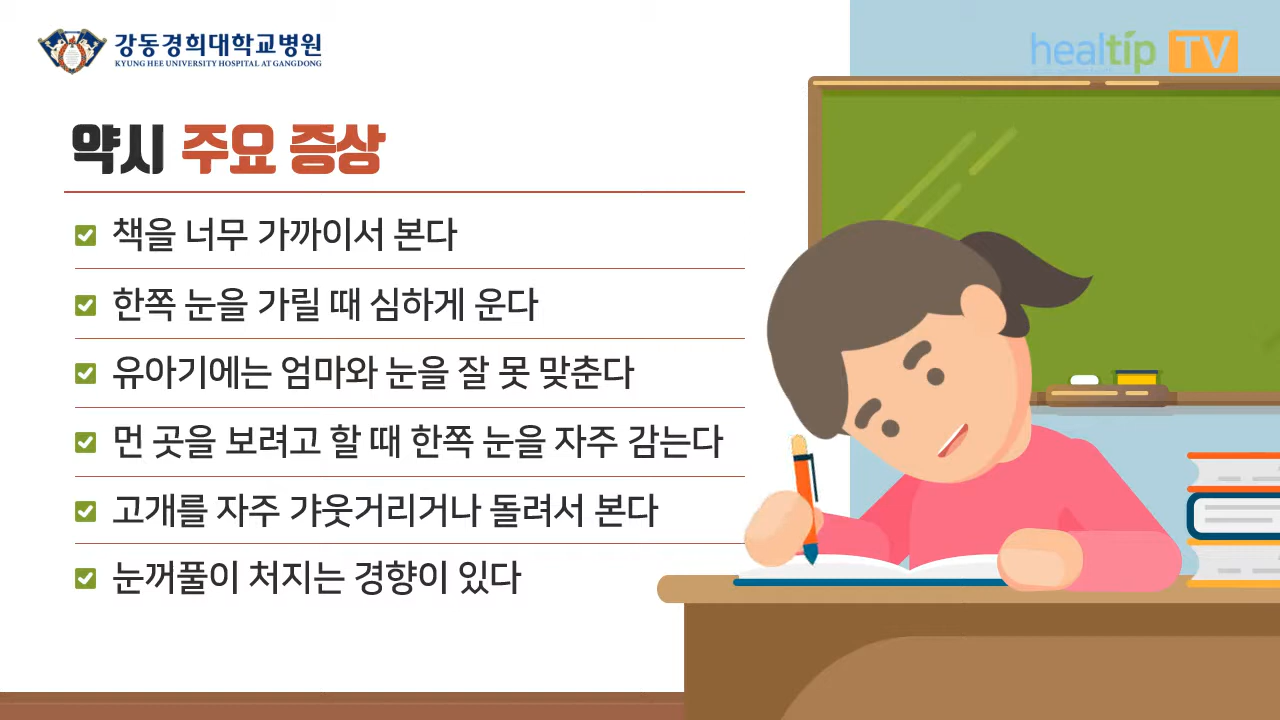 강동경희대학교병원
KYUNG HEE UNIVERSITY HOSPITAL AT GANGDONG
healtip TV
약시 주요 증상
책을 너무 가까이서 본다
한쪽 눈을 가릴 때 심하게 운다
유아기에는 엄마와 눈을 잘 못 맞춘다
먼 곳을 보려고 할 때 한쪽 눈을 자주 감는다
고개를 자주 갸웃거리거나 돌려서 본다
눈꺼풀이 처지는 경향이 있다